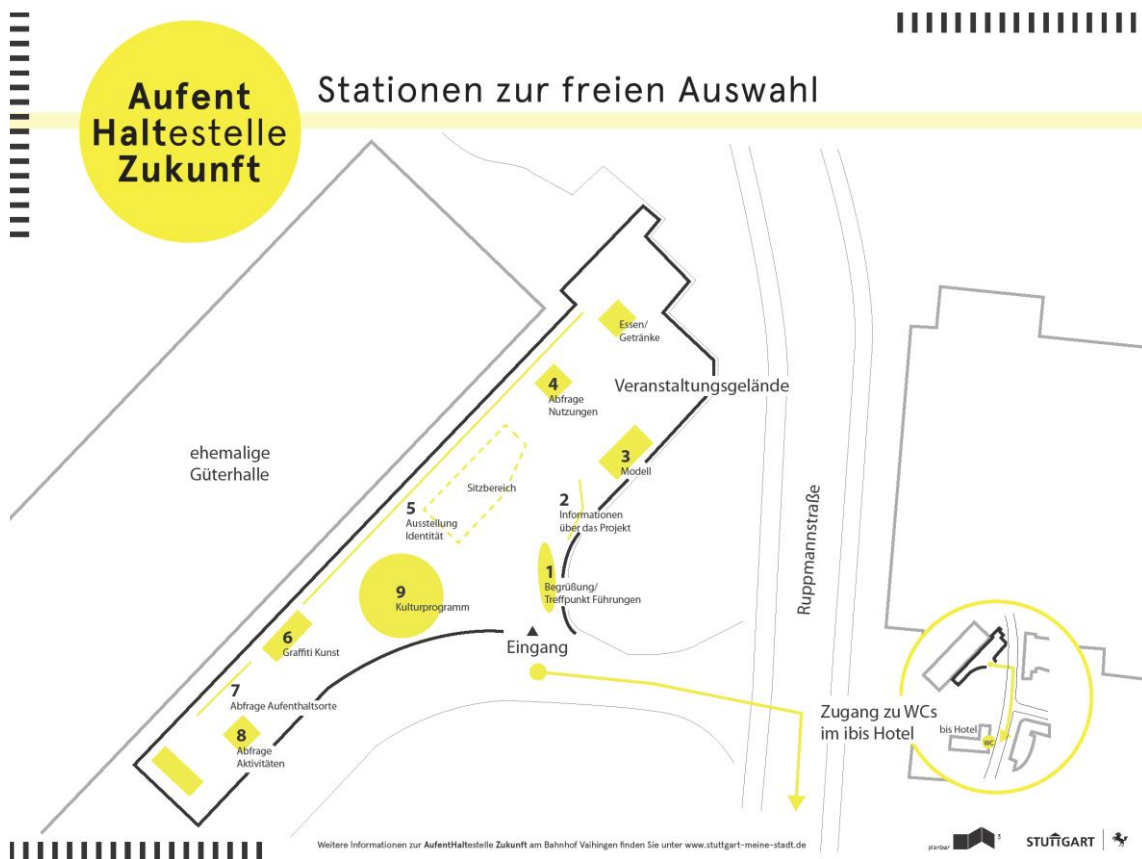 Aufent
Haltestelle
Zukunft
Stationen zur freien Auswahl
Essen/
Getränke
4
Abfrage
Nutzungen
Veranstaltungsgelände
ehemalige
Güterhalle
3
Modell
Sitzbereich
5
Ausstellung
Identität
2
Informationen
über das Projekt
Ruppmannstraße
1
Begrüßung/
Treffpunkt Führungen
9
Kulturprogramm
6
Graffiti Kunst
Eingang
7
Abfrage Aufenthaltsorte
8
Abfrage
Aktivitäten
Zugang zu WCs
im ibis Hotel
bis Hotel
WC
Weitere Informationen zur AufentHaltestelle Zukunft am Bahnhof Vaihingen finden Sie unter www.stuttgart-meine-stadt.de
planbar 3
STUTTGART